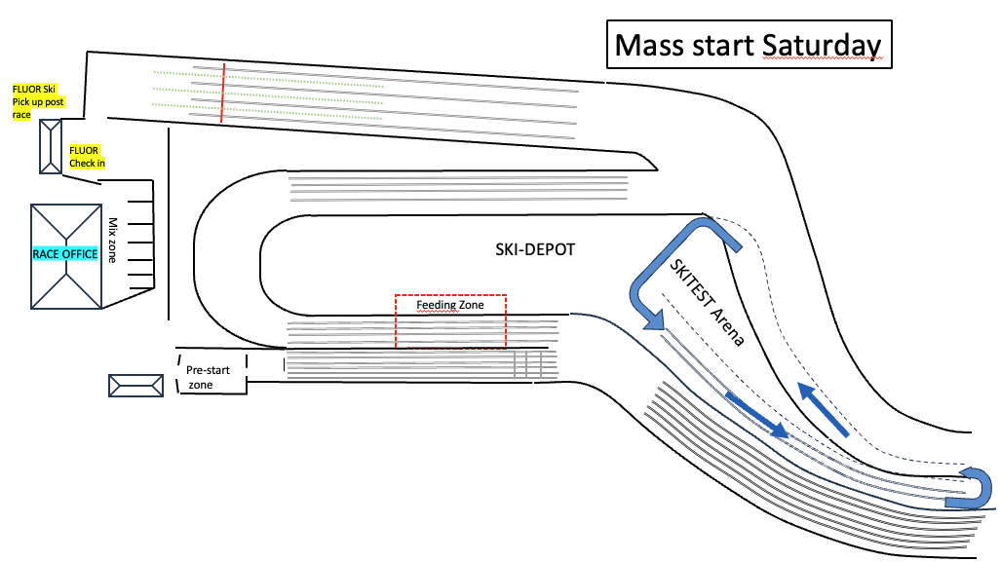 Mass start Saturday
FLUOR Ski
Pick up post
race
FLUOR
Check in
Mix zone
RACE OFFICE
SKI-DEPOT
SKITEST Arena
Feeding Zone
Pre-start
zone